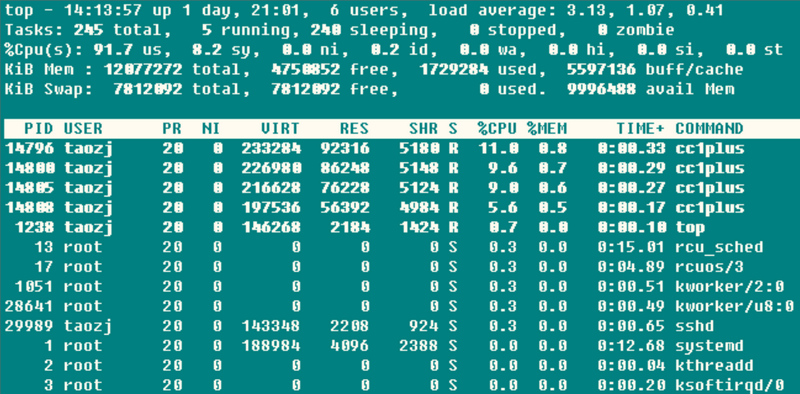 top - 14:13:57 up 1 day, 21:01,  6 users,  load average: 3.13, 1.07, 0.41
Tasks: 245 total,   5 running, 240 sleeping,   0 stopped,   0 zombie
%Cpu(s): 91.7 us,  8.2 sy,  0.0 ni,  0.2 id,  0.0 wa,  0.0 hi,  0.0 si,  0.0 st
KiB Mem : 12077272 total,  4750852 free,  1729284 used,  5597136 buff/cache
KiB Swap:  7812092 total,  7812092 free,        0 used.  9996488 avail Mem
PID USER      PR  NI    VIRT    RES    SHR S  %CPU %MEM     TIME+ COMMAND
14796 taozj     20   0  233284  92316   5180 R  11.0  0.8   0:00.33 cc1plus
14800 taozj     20   0  226980  86248   5148 R   9.6  0.7   0:00.29 cc1plus
14805 taozj     20   0  216628  76228   5124 R   9.0  0.6   0:00.27 cc1plus
14808 taozj     20   0  197536  56392   4984 R   5.6  0.5   0:00.17 cc1plus
1238 taozj     20   0  146268   2184   1424 R   0.7  0.0   0:00.10 top
13 root      20   0       0      0      0 S   0.3  0.0   0:15.01 rcu_sched
17 root      20   0       0      0      0 S   0.3  0.0   0:04.89 rcuos/3
1051 root      20   0       0      0      0 S   0.3  0.0   0:00.51 kworker/2:0
28641 root      20   0       0      0      0 S   0.3  0.0   0:00.49 kworker/u8:0
29989 taozj     20   0  143348   2208    924 S   0.3  0.0   0:00.65 sshd
1 root      20   0  188984   4096   2388 S   0.0  0.0   0:12.68 systemd
2 root      20   0       0      0      0 S   0.0  0.0   0:00.04 kthreadd
3 root      20   0       0      0      0 S   0.0  0.0   0:00.20 ksoftirqd/0